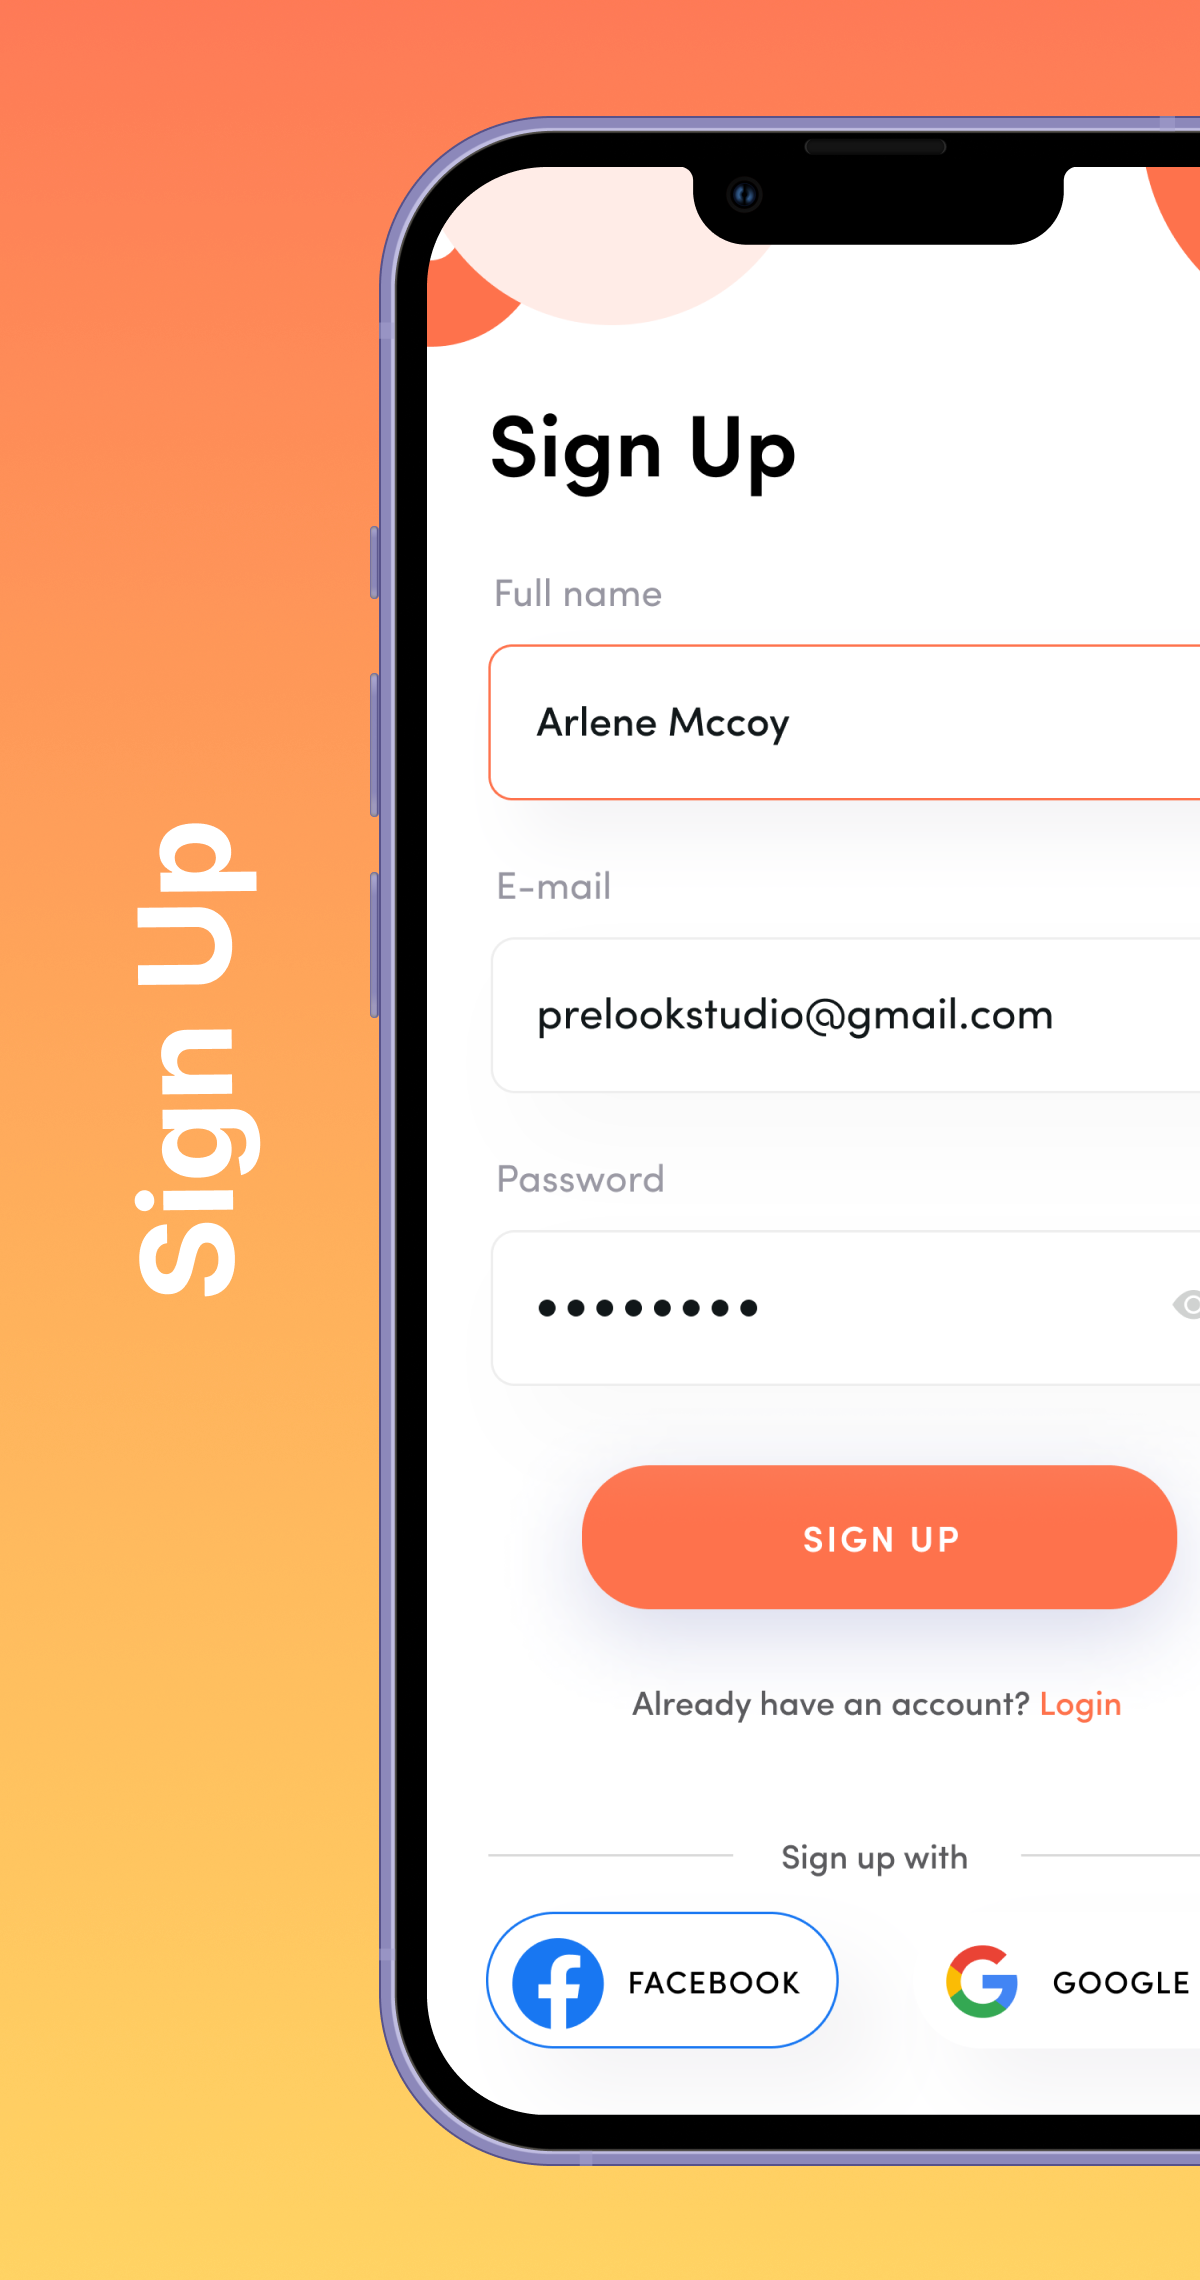 Sign Up
Sign Up
Full name
Arlene Mccoy
E-mail
prelookstudio@gmail.com
Password
SIGN UP
Already have an account? Login
Sign up with
FACEBOOK
GOOGLE